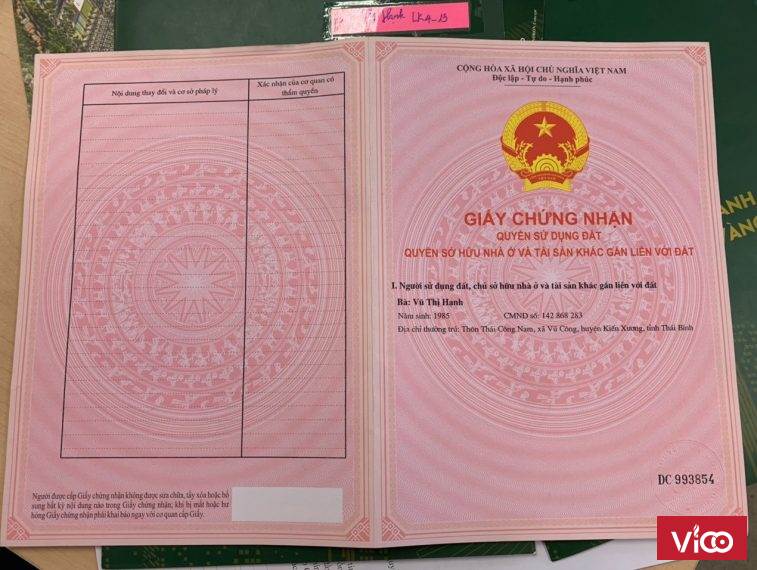 Shark LK4_15
Nội dung thay đổi và cơ sở pháp lý
Xác nhận của cơ quan có
thẩm quyền
Người được cấp Giấy chứng nhận không được sửa chữa, tẩy xóa hoặc bổ
sung bất kỳ nội dung nào trong Giấy chứng nhận; khi bị mất hoặc hư
hỏng Giấy chứng nhận phải khai báo ngay với cơ quan cấp Giấy.
CỘNG HÒA XÃ HỘI CHỦ NGHĨA VIỆT NAM
Độc lập - Tự do - Hạnh phúc
VIỆT NAM
GIẤY CHỨNG NHẬN
QUYỀN SỬ DỤNG ĐẤT
QUYỀN SỞ HỮU NHÀ Ở VÀ TÀI SẢN KHÁC GẮN LIỀN VỚI ĐẤT
I. Người sử dụng đất, chủ sở hữu nhà ở và tài sản khác gắn liền với đất
Bà: Vũ Thị Hạnh
Năm sinh: 1985 CMND số: 142 868 283
Địa chỉ thường trú: Thôn Thái Công Nam, xã Vũ Công, huyện Kiến Xương, tỉnh Thái Bình
DC 993854
ANH
VÀNG
VICO